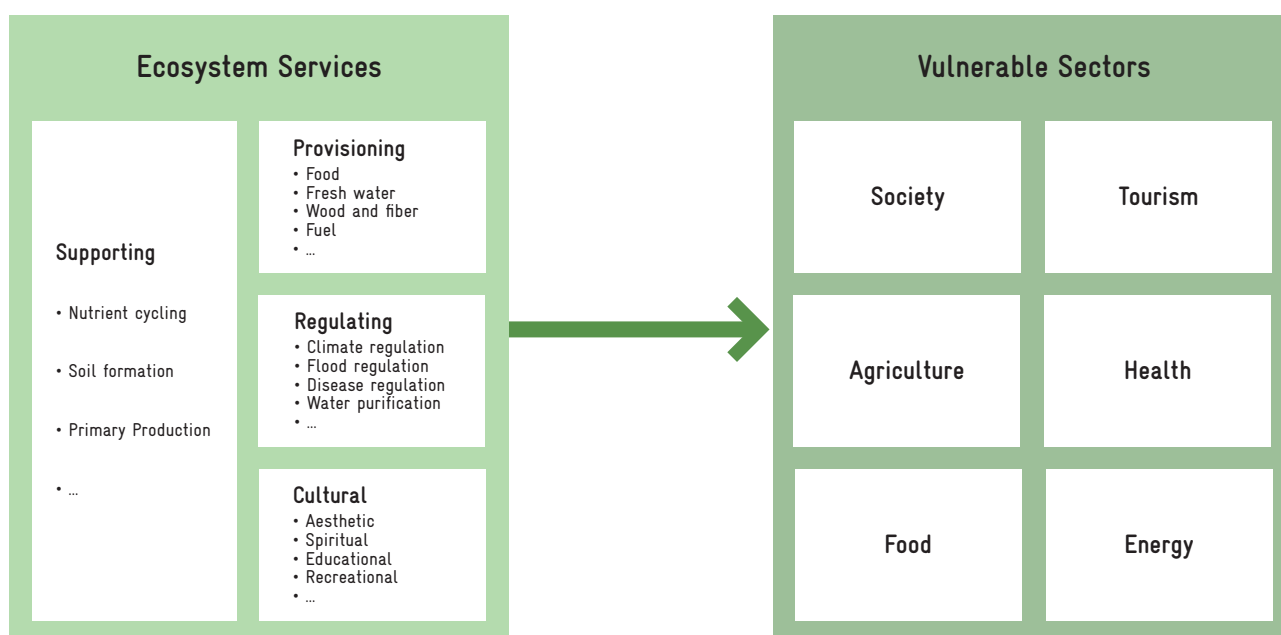 Ecosystem Services
Supporting
• Nutrient cycling
• Soil formation
• Primary Production
• ...
Provisioning
• Food
• Fresh water
• Wood and fiber
• Fuel
• ...
Regulating
• Climate regulation
• Flood regulation
• Disease regulation
• Water purification
• ...
Cultural
• Aesthetic
• Spiritual
• Educational
• Recreational
• ...
Vulnerable Sectors
Society
Tourism
Agriculture
Health
Food
Energy